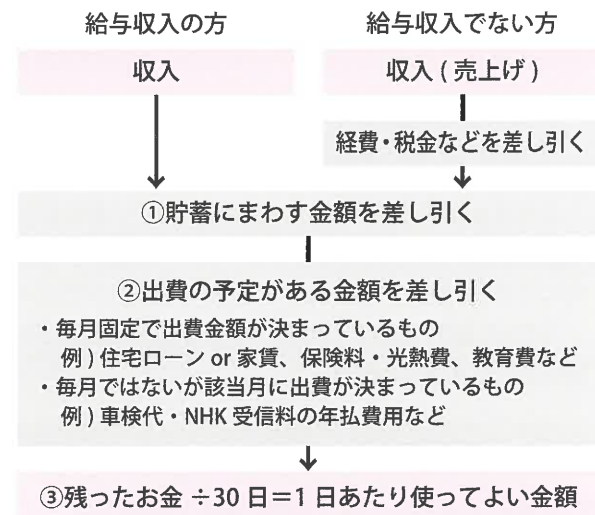 給与収入の方
給与収入でない方
収入
収入 ( 売上げ )
経費・税金などを差し引く
①貯蓄にまわす金額を差し引く
②出費の予定がある金額を差し引く
・毎月固定で出費金額が決まっているもの
例 ) 住宅ローン or 家賃、保険料・光熱費、教育費など
・毎月ではないが該当月に出費が決まっているもの
例 ) 車検代・NHK 受信料の年払費用など
③残ったお金 ÷30 日＝1 日あたり使ってよい金額